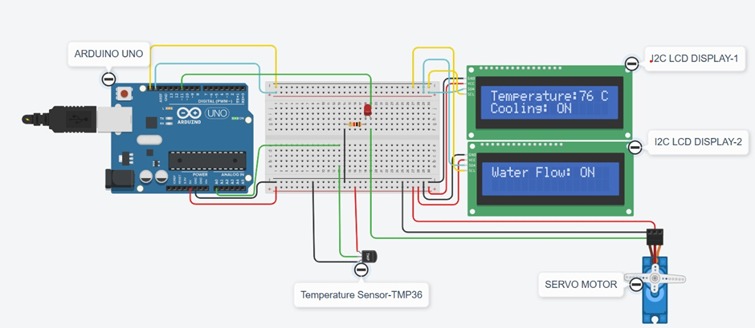 ARDUINO UNO
I2C LCD DISPLAY-1
Temperature:76 C
Cooling: ON
DIGITAL (PWM~)
UNO
ARDUINO
I2C LCD DISPLAY-2
Water Flow: ON
POWER
ANALOG IN
SERVO MOTOR
Temperature Sensor-TMP36